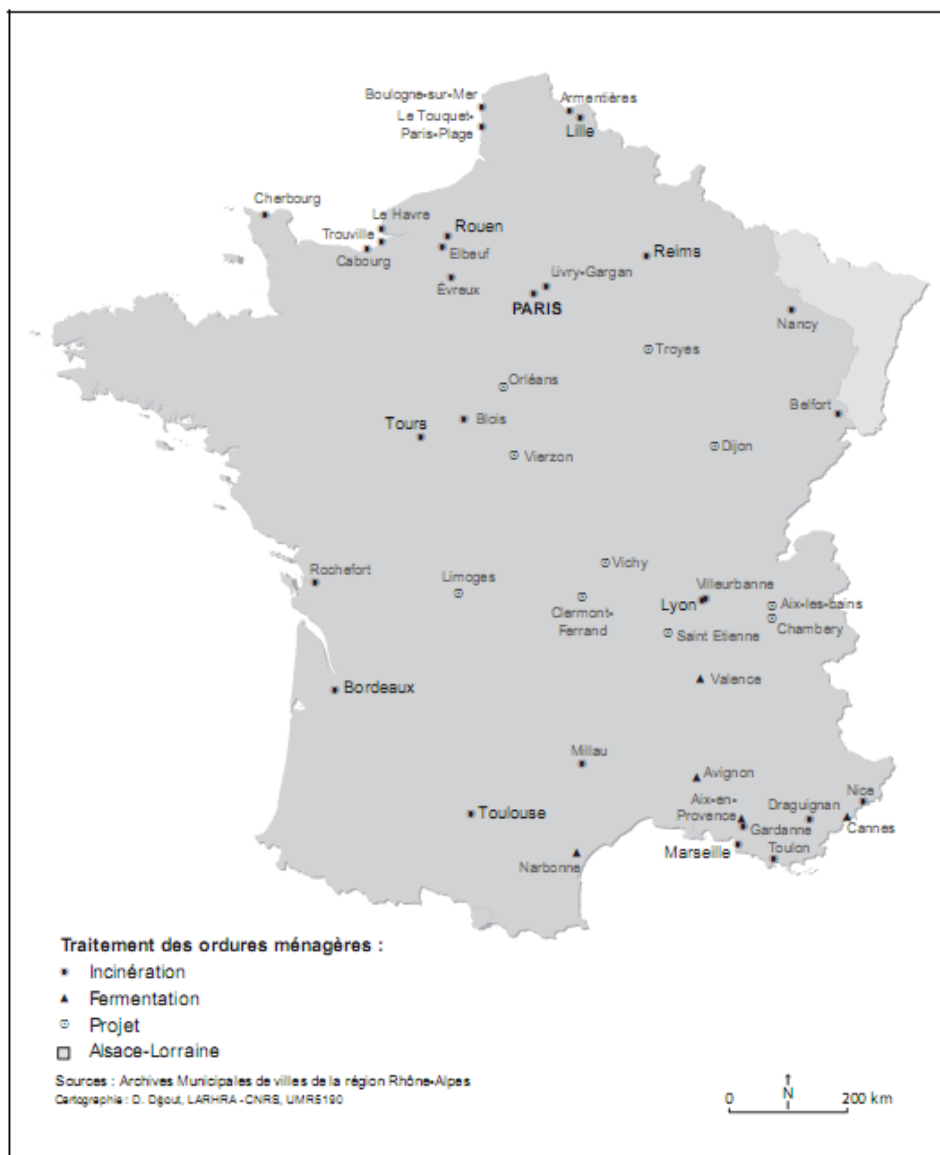 Boulogne-sur-Mer
Le Touquet-
Paris-Plage
Armentières
Lille
Cherbourg
Le Havre
Trouville
Cabourg
Rouen
Elbeuf
Évreux
Reims
Livry-Gargan
PARIS
Nancy
Troyes
Orléans
Belfort
Blois
Tours
Vierzon
Dijon
Rochefort
Limoges
Vichy
Clermont-
Ferrand
Villeurbanne
Lyon
Aix-les-bains
Chambery
Saint Etienne
Valence
Bordeaux
Millau
Avignon
Aix-en-
Provence
Gardanne
Draguignan
Nice
Cannes
Toulouse
Narbonne
Marseille
Toulon
Traitement des ordures ménagères :
Incinération
Fermentation
Projet
Alsace-Lorraine
Sources : Archives Municipales de villes de la région Rhône-Alpes
Cartographie : D. Dgout, LARHRA -CNRS, UMR5190
N
0 200 km